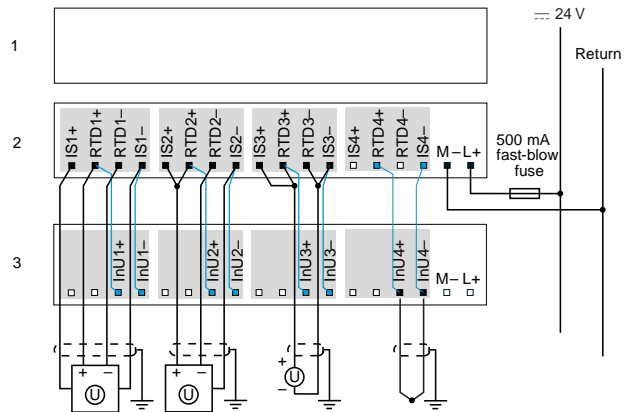 ⎓ 24 V
Return
1
2
IS1+ RTD1+ RTD1– IS1– IS2+ RTD2+ RTD2– IS2– IS3+ RTD3+ RTD3– IS3– IS4+ RTD4+ RTD4– IS4– M– L+
500 mA
fast-blow
fuse
3
InU1+ InU1– InU2+ InU2– InU3+ InU3– InU4+ InU4– M– L+
+ – + – +
U U U
–